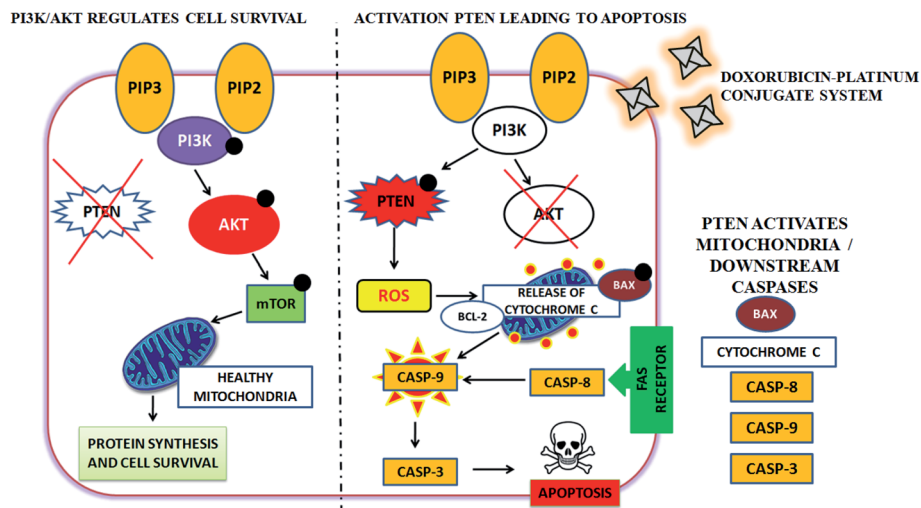 PI3K/AKT REGULATES CELL SURVIVAL
PIP3
PIP2
PI3K
PTEN
AKT
mTOR
HEALTHY
MITOCHONDRIA
PROTEIN SYNTHESIS
AND CELL SURVIVAL
ACTIVATION PTEN LEADING TO APOPTOSIS
PIP3
PIP2
PI3K
PTEN
AKT
ROS
BCL-2
RELEASE OF
CYTOCHROME C
BAX
CASP-9
CASP-8
FAS
RECEPTOR
CASP-3
APOPTOSIS
DOXORUBICIN-PLATINUM
CONJUGATE SYSTEM
PTEN ACTIVATES
MITOCHONDRIA /
DOWNSTREAM
CASPASES
BAX
CYTOCHROME C
CASP-8
CASP-9
CASP-3